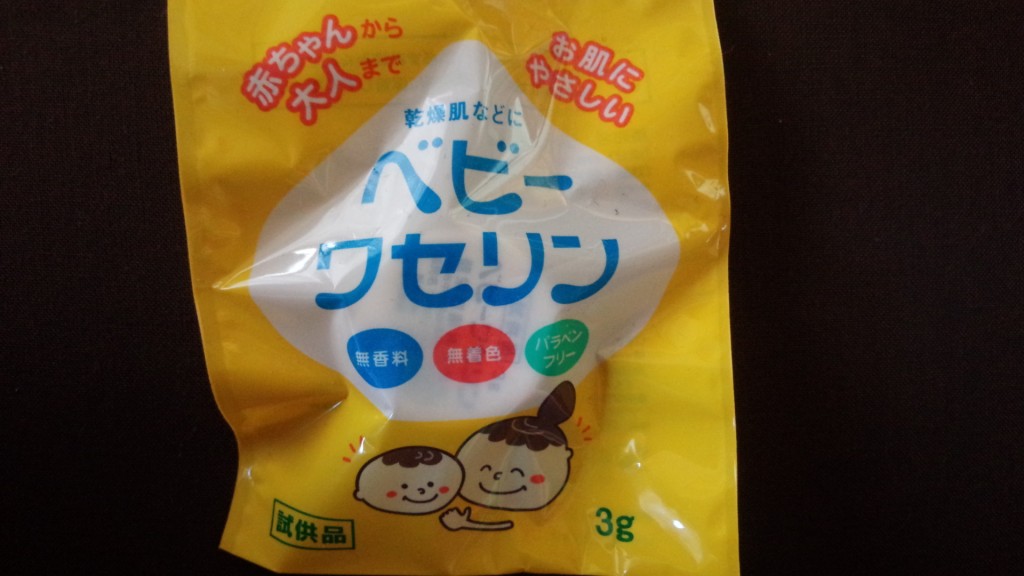 赤ちゃんから
大人まで
お肌に
やさしい
乾燥肌などに
ベビー
ワセリン
無香料
無着色
パラベン
フリー
試供品
3g